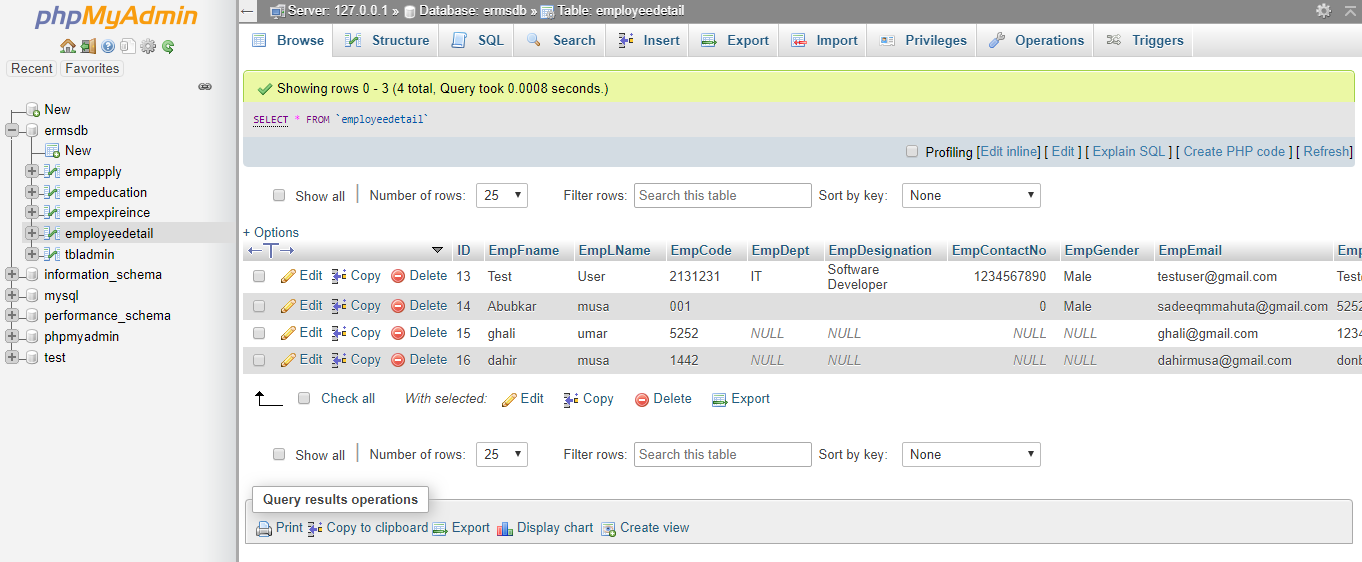 phpMyAdmin
Recent Favorites
New
ermsdb
New
empapply
empeducation
empexpireince
employeedetail
tbladmin
information_schema
mysql
performance_schema
phpmyadmin
test
Server: 127.0.0.1 » Database: ermsdb » Table: employeedetail
Browse Structure SQL Search Insert Export Import Privileges Operations Triggers
Showing rows 0 - 3 (4 total, Query took 0.0008 seconds.)
SELECT * FROM `employeedetail`
Profiling [Edit inline] [ Edit ] [ Explain SQL ] [ Create PHP code ] [ Refresh]
Show all | Number of rows: 25 Filter rows: Search this table Sort by key: None
+ Options
←T→ ID EmpFname EmpLName EmpCode EmpDept EmpDesignation EmpContactNo EmpGender EmpEmail Emp
Edit Copy Delete 13 Test User 2131231 IT Software Developer 1234567890 Male testuser@gmail.com Test
Edit Copy Delete 14 Abubkar musa 001 0 Male sadeeqmmahuta@gmail.com 5252
Edit Copy Delete 15 ghali umar 5252 NULL NULL NULL NULL ghali@gmail.com 1234
Edit Copy Delete 16 dahir musa 1442 NULL NULL NULL NULL dahirmusa@gmail.com donb
Check all With selected: Edit Copy Delete Export
Show all | Number of rows: 25 Filter rows: Search this table Sort by key: None
Query results operations
Print Copy to clipboard Export Display chart Create view